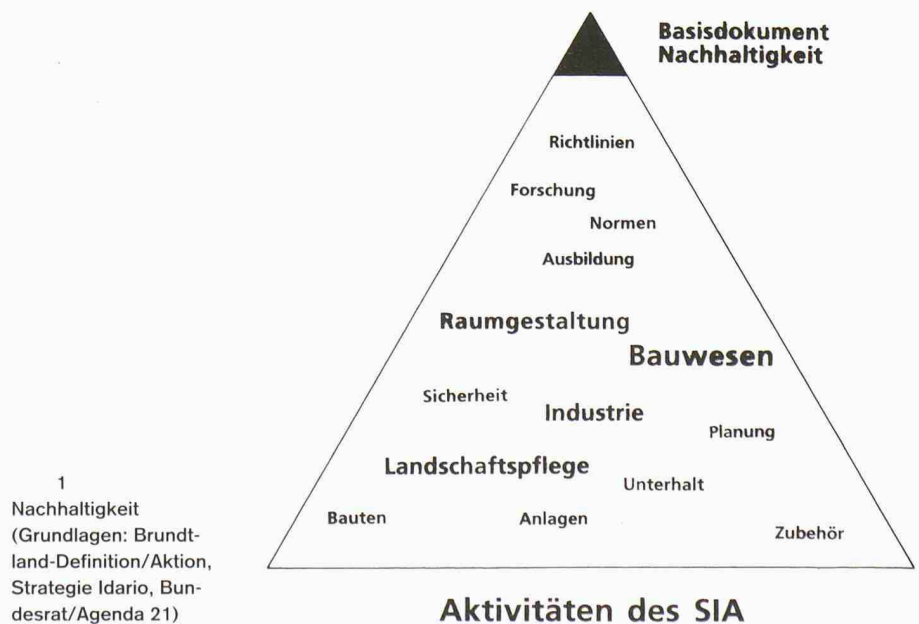 Basisdokument
Nachhaltigkeit
Richtlinien
Forschung
Normen
Ausbildung
Raumgestaltung
Bauwesen
Sicherheit
Industrie
Planung
Landschaftspflege
Unterhalt
Bauten
Anlagen
Zubehör
Aktivitäten des SIA
1
Nachhaltigkeit
(Grundlagen: Brundt-
land-Definition/Aktion,
Strategie Idario, Bun-
desrat/Agenda 21)